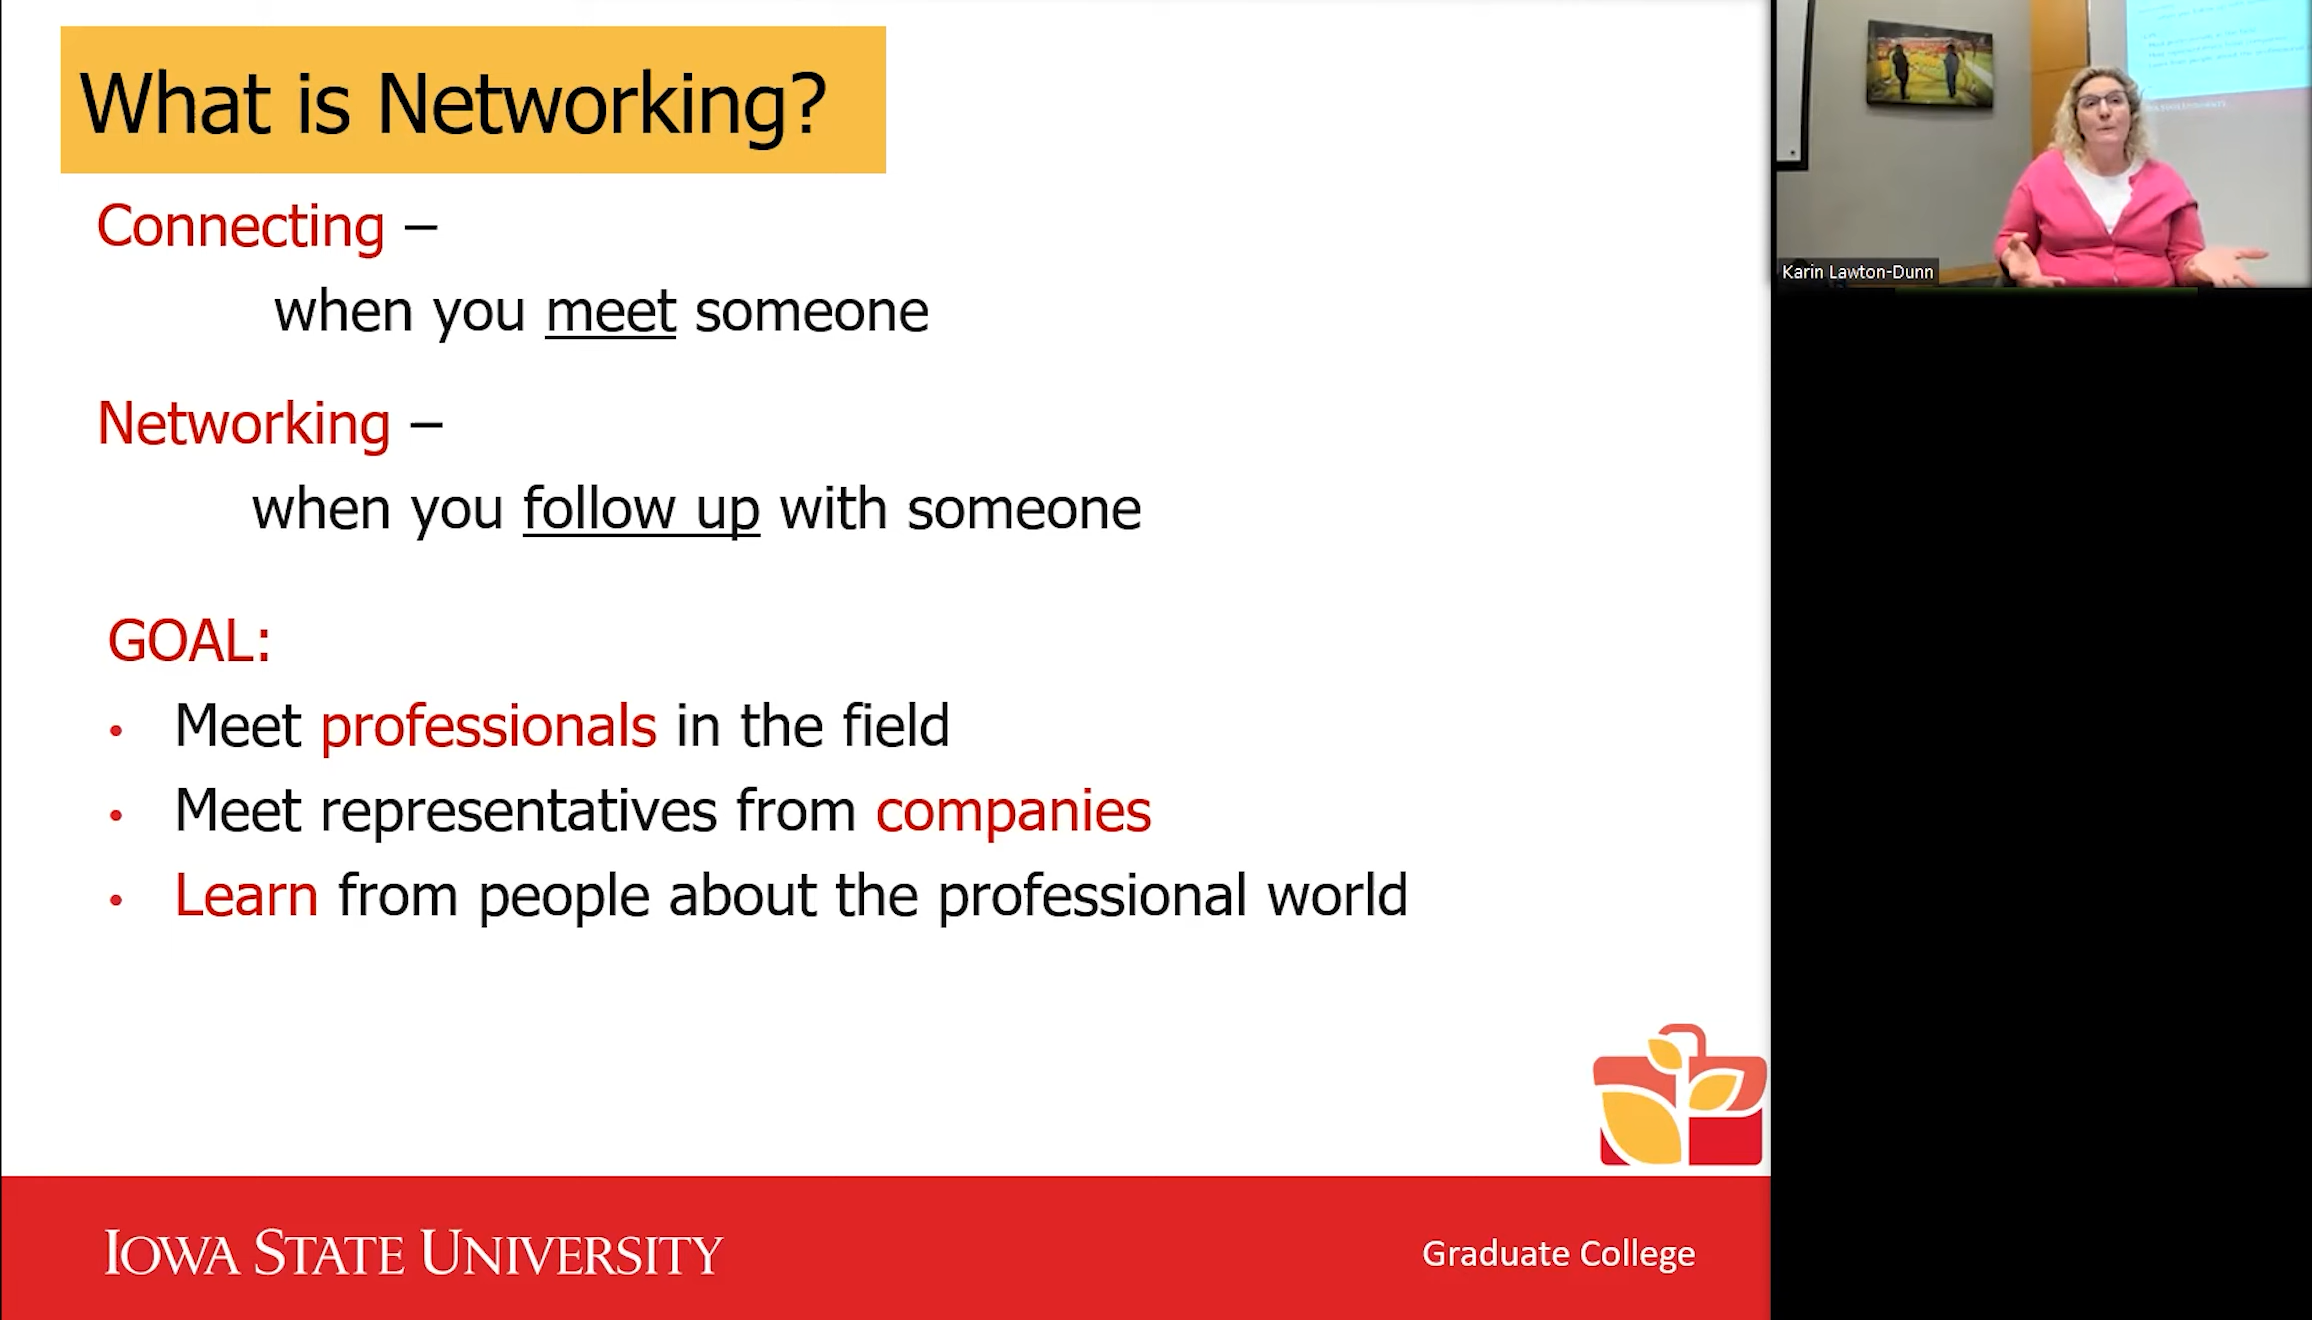 What is Networking?
Connecting –
when you meet someone
Networking –
when you follow up with someone
GOAL:
• Meet professionals in the field
• Meet representatives from companies
• Learn from people about the professional world
IOWA STATE UNIVERSITY
Graduate College
Karin Lawton-Dunn